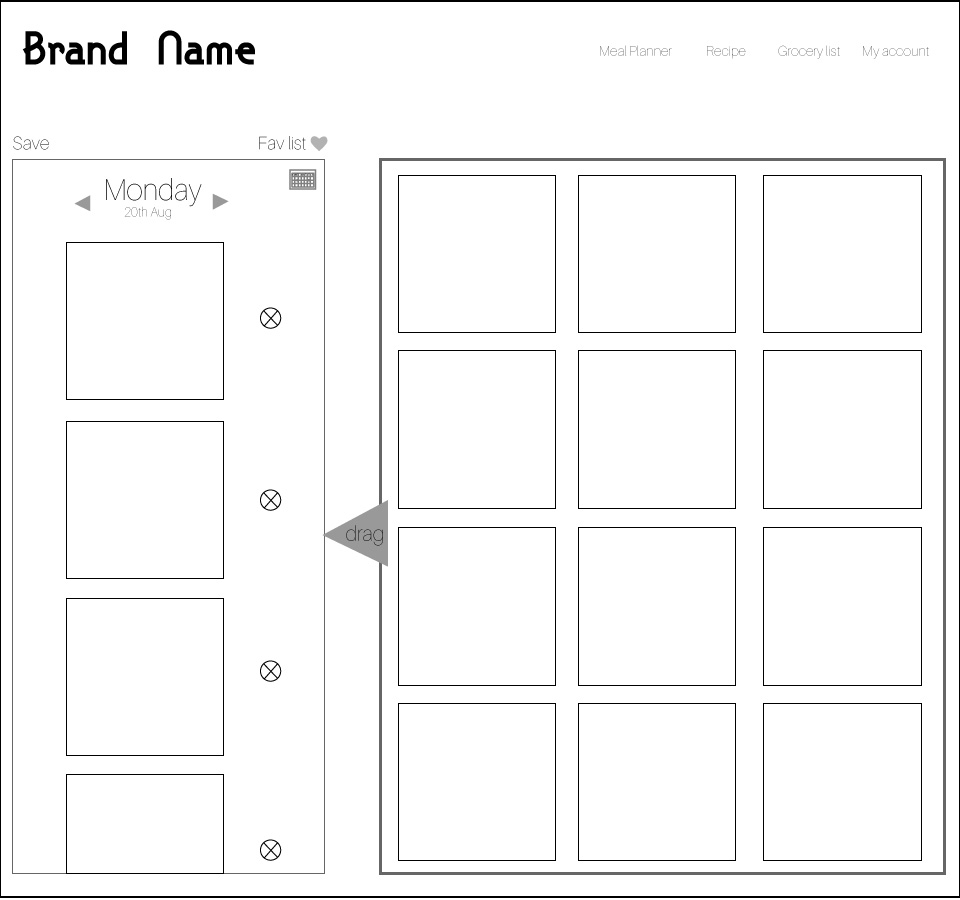 Brand Name
Meal Planner Recipe Grocery list My account
Save Fav list
Monday
20th Aug
drag